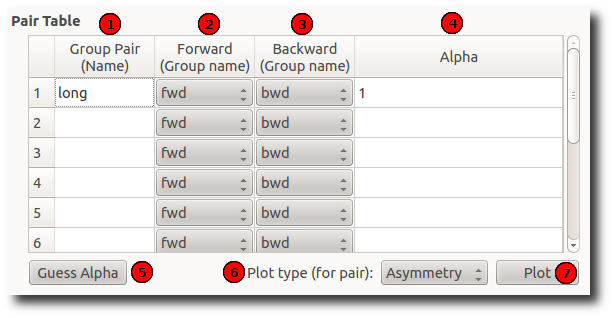 Pair Table
1 2 3 4
Group Pair (Name) Forward (Group name) Backward (Group name) Alpha
1 long fwd bwd 1
2 fwd bwd
3 fwd bwd
4 fwd bwd
5 fwd bwd
6 fwd bwd
Guess Alpha 5 6 Plot type (for pair): Asymmetry Plot 7